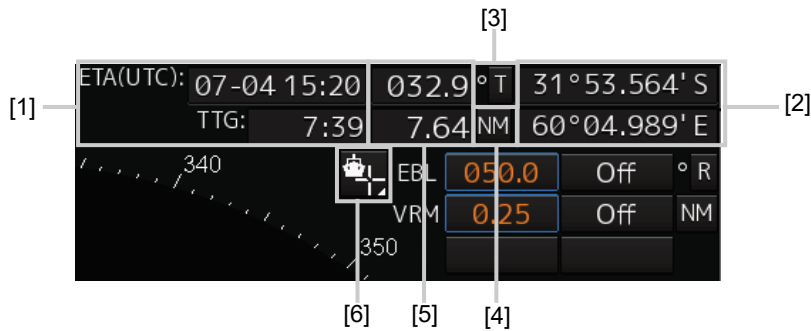 [3]
ETA(UTC): 07-04 15:20 032.9 ° T 31°53.564' S
[1] [2]
TTG: 7:39 7.64 NM 60°04.989' E
340 EBL 050.0 Off ° R
VRM 0.25 Off NM
350
[6] [5] [4]